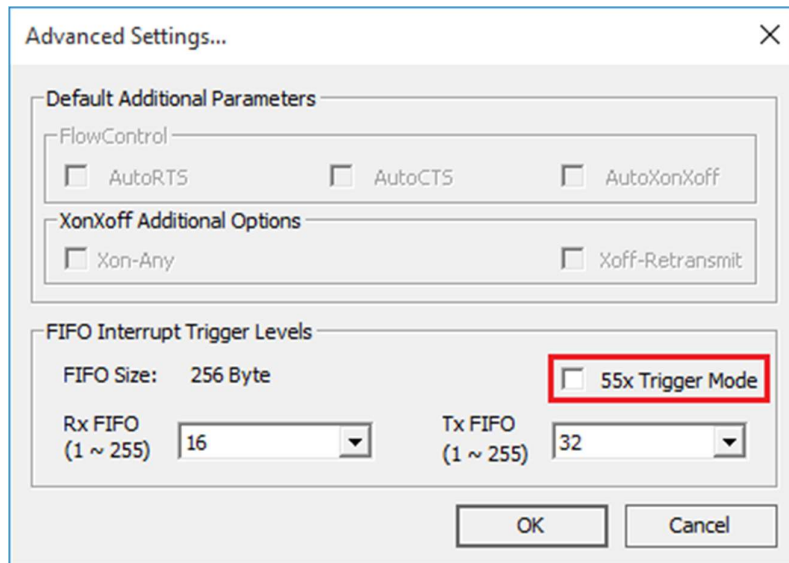 Advanced Settings...
Default Additional Parameters
FlowControl
AutoRTS AutoCTS AutoXonXoff
XonXoff Additional Options
Xon-Any Xoff-Retransmit
FIFO Interrupt Trigger Levels
FIFO Size: 256 Byte 55x Trigger Mode
Rx FIFO
(1 ~ 255) 16
Tx FIFO
(1 ~ 255) 32
OK Cancel